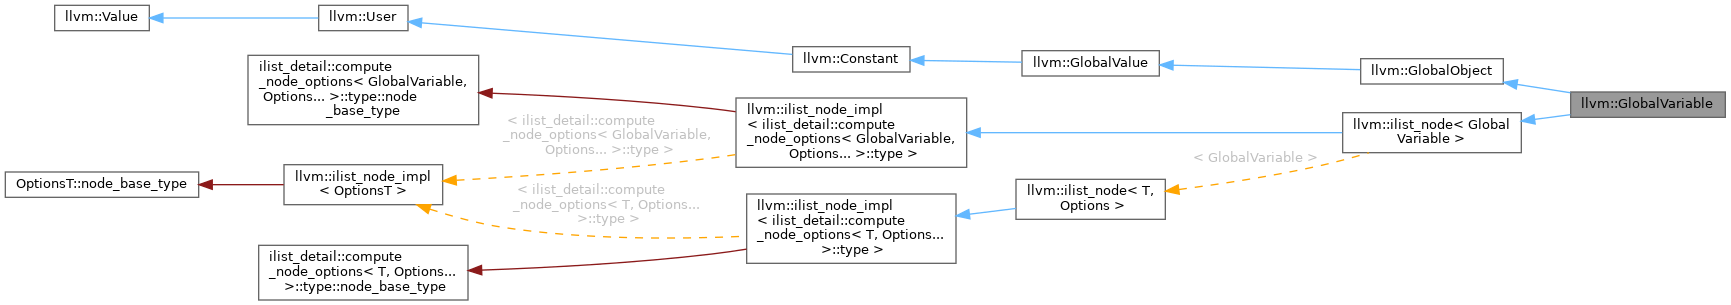 llvm::Value
llvm::User
llvm::Constant
llvm::GlobalValue
llvm::GlobalObject
llvm::GlobalVariable
ilist_detail::compute
_node_options< GlobalVariable,
Options... >::type::node
_base_type
llvm::ilist_node_impl
< ilist_detail::compute
_node_options< GlobalVariable,
Options... >::type >
llvm::ilist_node< Global
Variable >
< ilist_detail::compute
_node_options< GlobalVariable,
Options... >::type >
< GlobalVariable >
OptionsT::node_base_type
llvm::ilist_node_impl
< OptionsT >
< ilist_detail::compute
_node_options< T, Options...
>::type >
llvm::ilist_node_impl
< ilist_detail::compute
_node_options< T, Options...
>::type >
llvm::ilist_node< T,
Options >
ilist_detail::compute
_node_options< T, Options...
>::type::node_base_type